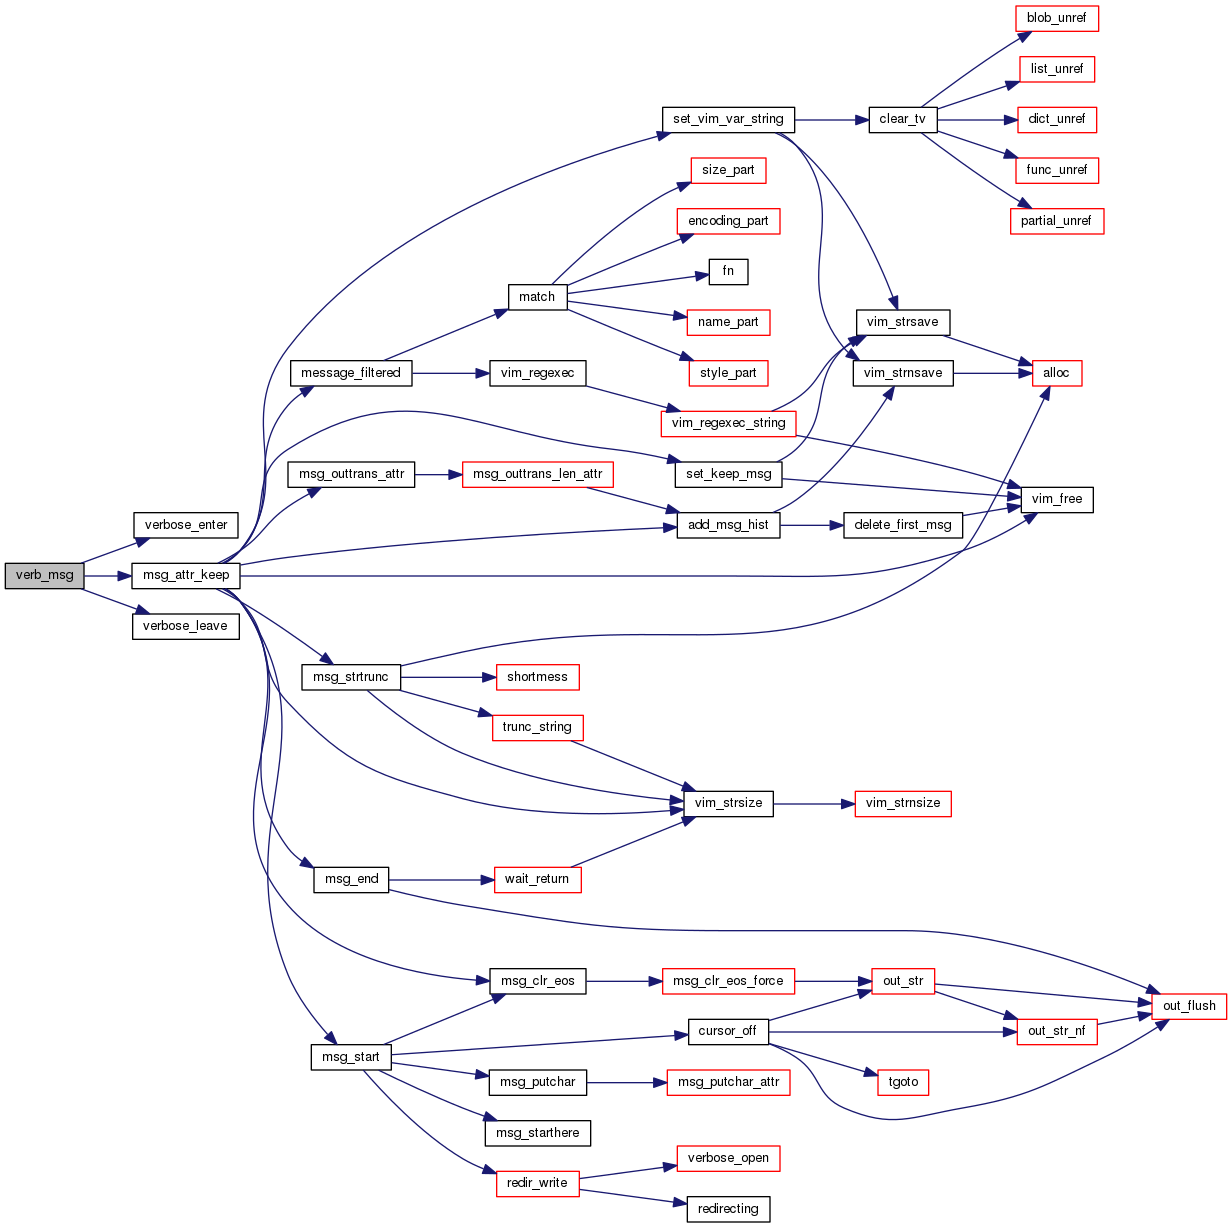 blob_unref
list_unref
set_vim_var_string
clear_tv
dict_unref
size_part
func_unref
encoding_part
partial_unref
fn
match
name_part
vim_strsave
message_filtered
vim_regexec
style_part
vim_strnsave
alloc
vim_regexec_string
msg_outtrans_attr
msg_outtrans_len_attr
set_keep_msg
vim_free
verbose_enter
add_msg_hist
delete_first_msg
verb_msg
msg_attr_keep
verbose_leave
msg_strtrunc
shortmess
trunc_string
vim_strsize
vim_strnsize
msg_end
wait_return
msg_clr_eos
msg_clr_eos_force
out_str
out_flush
msg_start
cursor_off
out_str_nf
msg_putchar
msg_putchar_attr
tgoto
msg_starthere
verbose_open
redir_write
redirecting